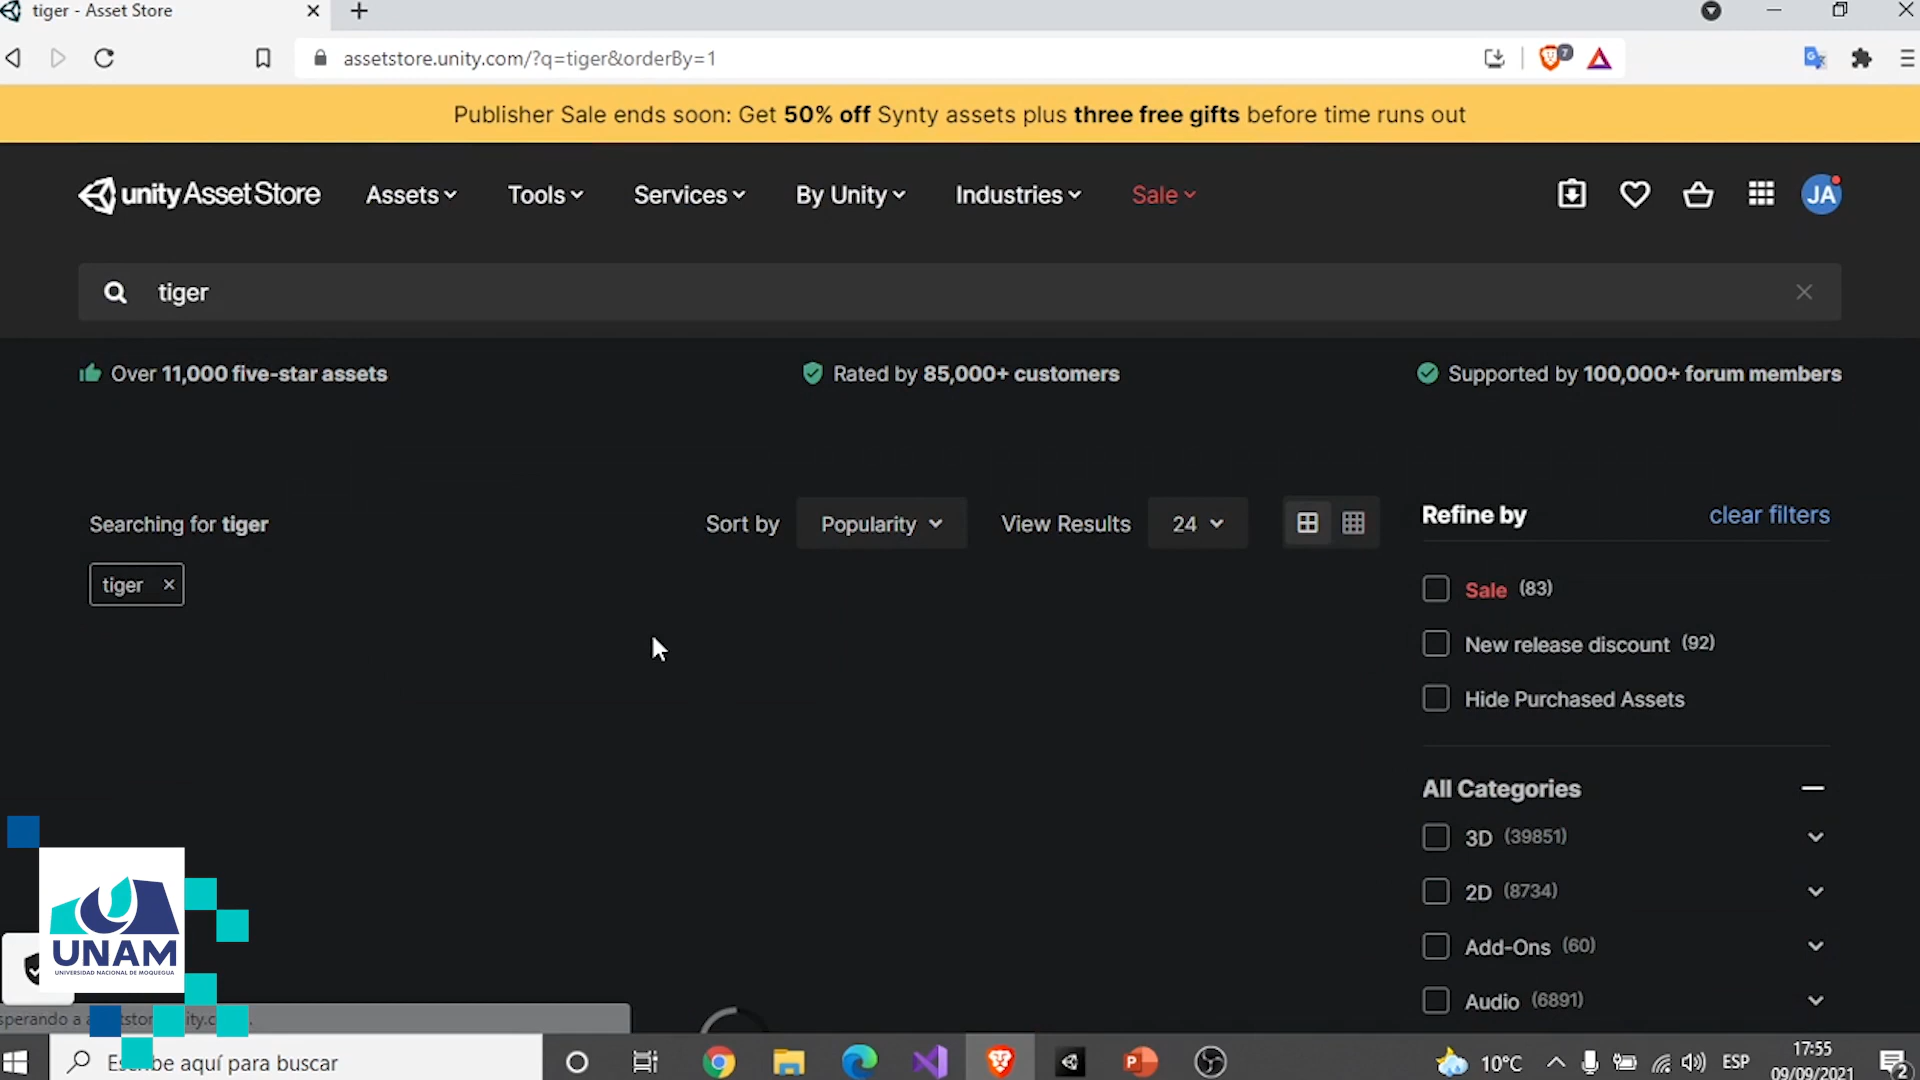 tiger - Asset Store
assetstore.unity.com/?q=tiger&orderBy=1
7
Publisher Sale ends soon: Get 50% off Synty assets plus three free gifts before time runs out
unity Asset Store
Assets
Tools
Services
By Unity
Industries
Sale
JA
tiger
Over 11,000 five-star assets
Rated by 85,000+ customers
Supported by 100,000+ forum members
Searching for tiger
Sort by
Popularity
View Results
24
Refine by
clear filters
tiger
Sale (83)
New release discount (92)
Hide Purchased Assets
All Categories
3D (39851)
2D (8734)
Add-Ons (60)
Audio (6891)
UNAM
UNIVERSIDAD NACIONAL DE MOQUEGUA
Escribe aquí para buscar
10°C
ESP
17:55
09/09/2021
2